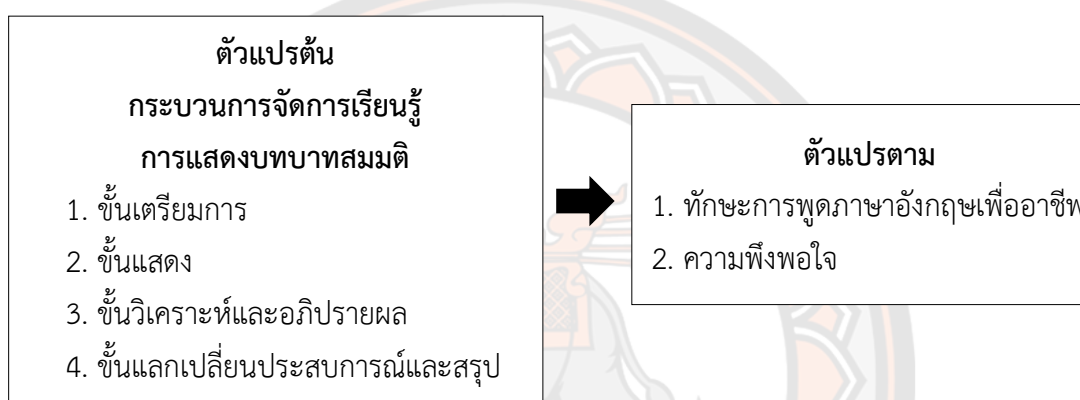 ตัวแปรต้น
กระบวนการจัดการเรียนรู้
การแสดงบทบาทสมมติ
1. ขั้นเตรียมการ
2. ขั้นแสดง
3. ขั้นวิเคราะห์และอภิปรายผล
4. ขั้นแลกเปลี่ยนประสบการณ์และสรุป
ตัวแปรตาม
1. ทักษะการพูดภาษาอังกฤษเพื่ออาชีพ
2. ความพึงพอใจ